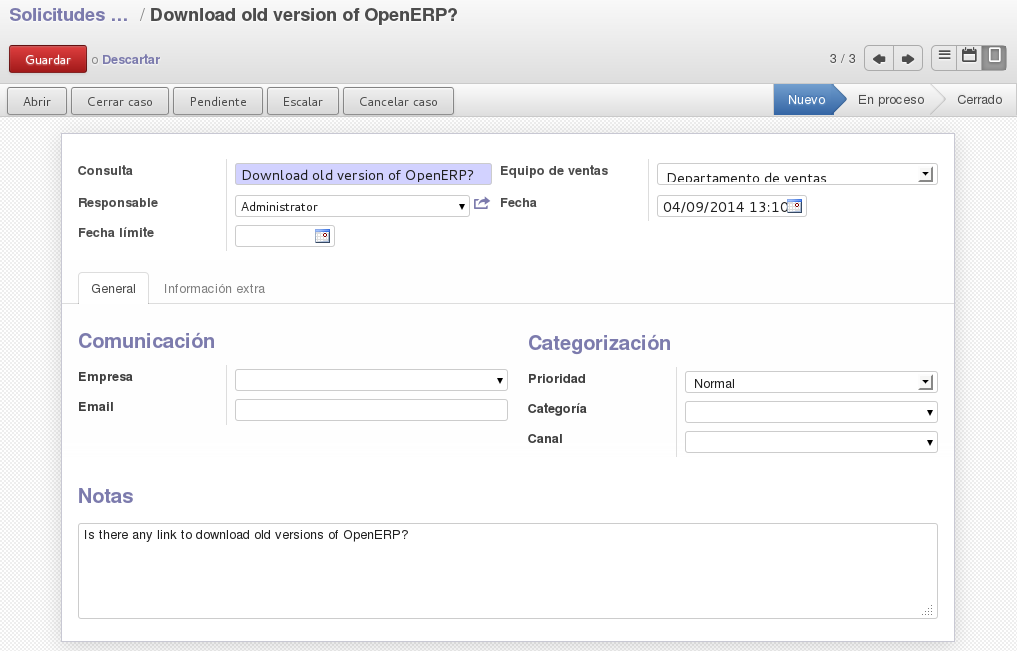 Solicitudes ... / Download old version of OpenERP?
Guardar o Descartar 3 / 3
Abrir Cerrar caso Pendiente Escalar Cancelar caso Nuevo En proceso Cerrado
Consulta Download old version of OpenERP? Equipo de ventas Departamento de ventas
Responsable Administrator Fecha 04/09/2014 13:10
Fecha límite
General Información extra
Comunicación Categorización
Empresa Prioridad Normal
Email Categoría
Canal
Notas
Is there any link to download old versions of OpenERP?